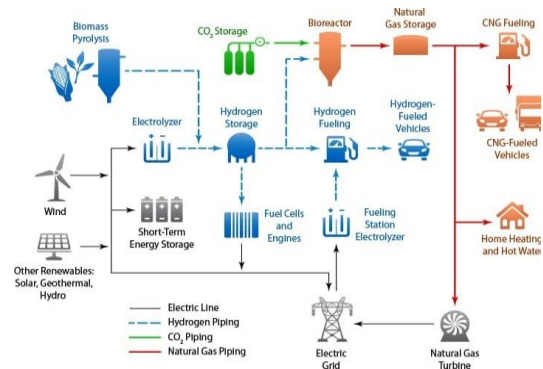 Biomass
Pyrolysis
CO₂ Storage
Bioreactor
Natural
Gas Storage
CNG Fueling
Electrolyzer
Hydrogen
Storage
Hydrogen
Fueling
Hydrogen-
Fueled
Vehicles
CNG-Fueled
Vehicles
Wind
Short-Term
Energy Storage
Fuel Cells
and
Engines
Fueling
Station
Electrolyzer
Home Heating
and Hot Water
Other Renewables:
Solar, Geothermal,
Hydro
Electric Line
Hydrogen Piping
CO₂ Piping
Natural Gas Piping
Electric
Grid
Natural Gas
Turbine